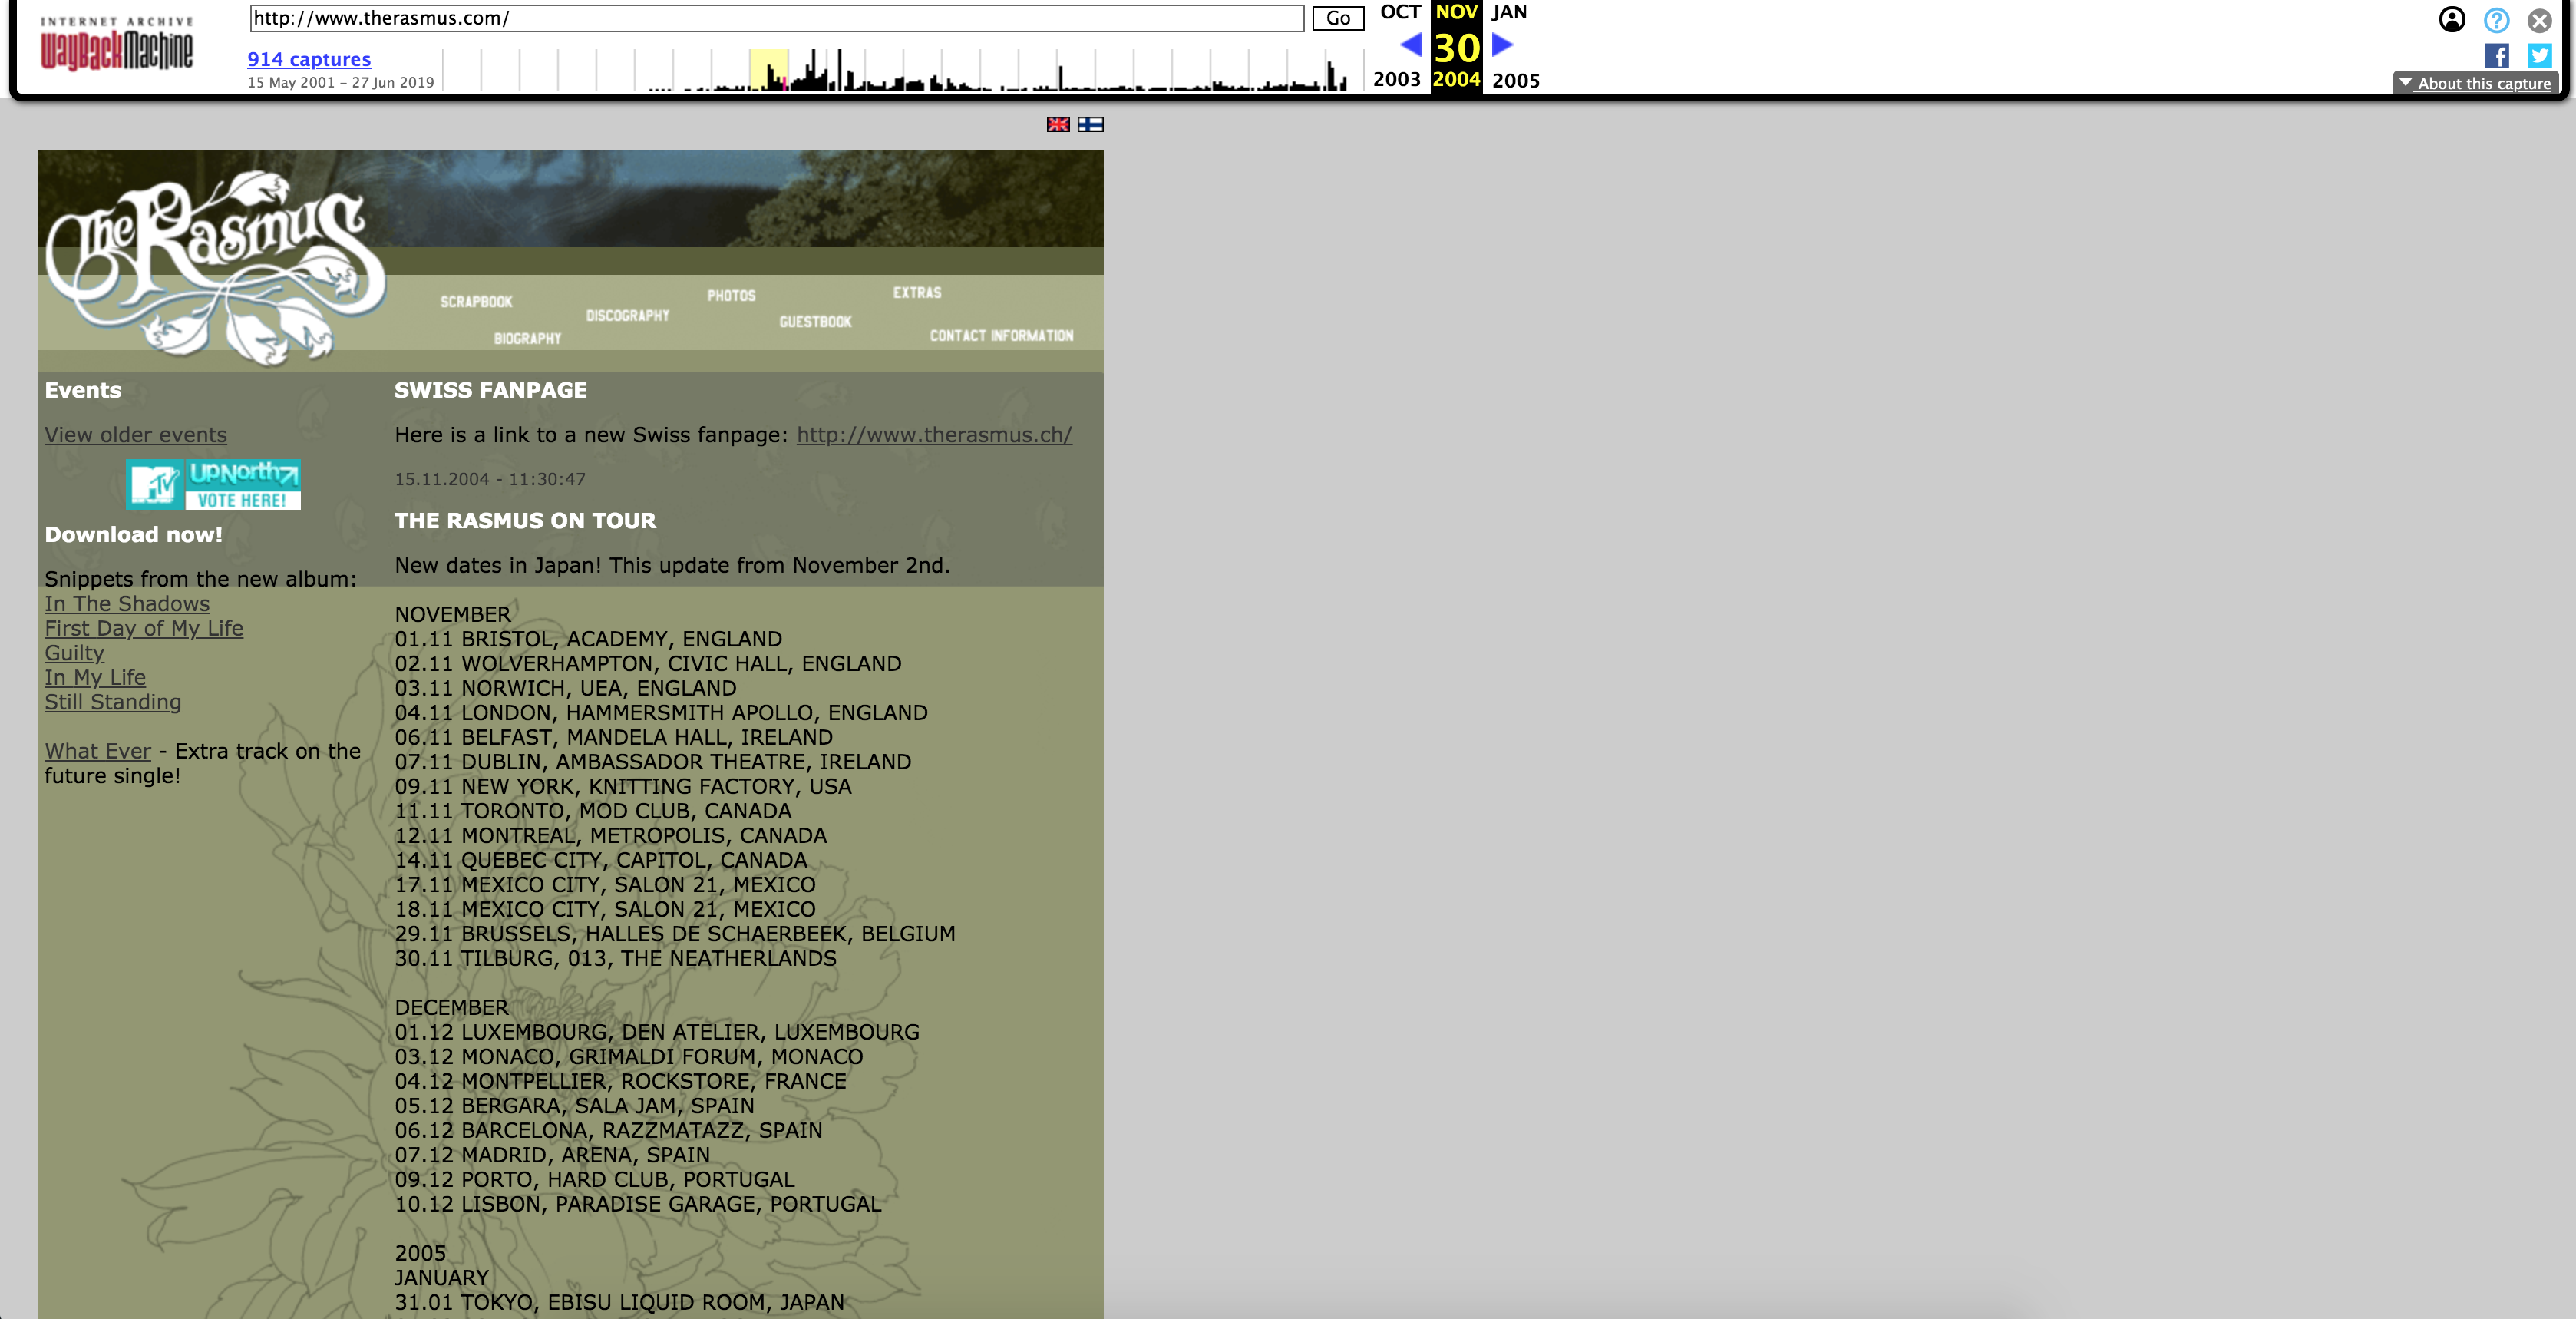 INTERNET ARCHIVE
WayBackMachine
http://www.therasmus.com/
Go
914 captures
15 May 2001 – 27 Jun 2019
OCT NOV JAN
30
2003 2004 2005
About this capture
The Rasmus
SCRAPBOOK
BIOGRAPHY
DISCOGRAPHY
PHOTOS
GUESTBOOK
EXTRAS
CONTACT INFORMATION
Events
View older events
MTV UpNorth
VOTE HERE!
Download now!
Snippets from the new album:
In The Shadows
First Day of My Life
Guilty
In My Life
Still Standing
What Ever - Extra track on the
future single!
SWISS FANPAGE
Here is a link to a new Swiss fanpage: http://www.therasmus.ch/
15.11.2004 - 11:30:47
THE RASMUS ON TOUR
New dates in Japan! This update from November 2nd.
NOVEMBER
01.11 BRISTOL, ACADEMY, ENGLAND
02.11 WOLVERHAMPTON, CIVIC HALL, ENGLAND
03.11 NORWICH, UEA, ENGLAND
04.11 LONDON, HAMMERSMITH APOLLO, ENGLAND
06.11 BELFAST, MANDELA HALL, IRELAND
07.11 DUBLIN, AMBASSADOR THEATRE, IRELAND
09.11 NEW YORK, KNITTING FACTORY, USA
11.11 TORONTO, MOD CLUB, CANADA
12.11 MONTREAL, METROPOLIS, CANADA
14.11 QUEBEC CITY, CAPITOL, CANADA
17.11 MEXICO CITY, SALON 21, MEXICO
18.11 MEXICO CITY, SALON 21, MEXICO
29.11 BRUSSELS, HALLES DE SCHAERBEEK, BELGIUM
30.11 TILBURG, 013, THE NEATHERLANDS
DECEMBER
01.12 LUXEMBOURG, DEN ATELIER, LUXEMBOURG
03.12 MONACO, GRIMALDI FORUM, MONACO
04.12 MONTPELLIER, ROCKSTORE, FRANCE
05.12 BERGARA, SALA JAM, SPAIN
06.12 BARCELONA, RAZZMATAZZ, SPAIN
07.12 MADRID, ARENA, SPAIN
09.12 PORTO, HARD CLUB, PORTUGAL
10.12 LISBON, PARADISE GARAGE, PORTUGAL
2005
JANUARY
31.01 TOKYO, EBISU LIQUID ROOM, JAPAN